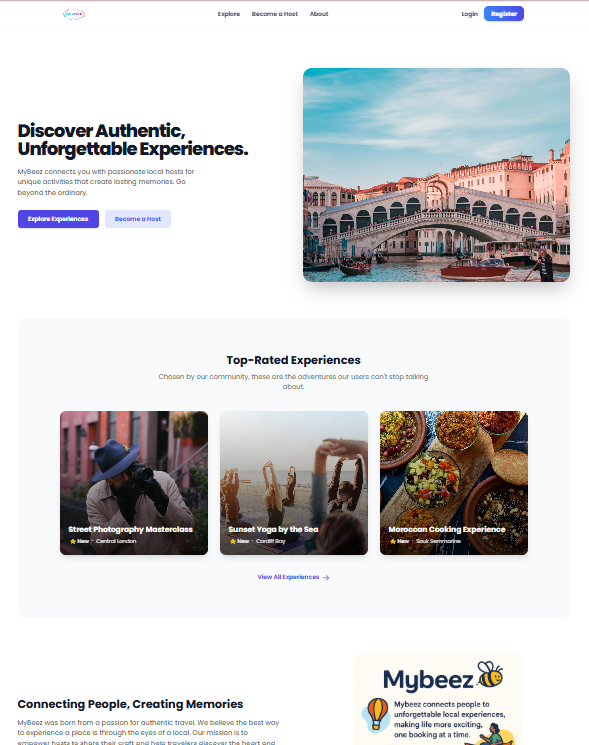 Explore Become a Host About Login Register
Discover Authentic,
Unforgettable Experiences.
MyBeez connects you with passionate local hosts for
unique activities that create lasting memories. Go
beyond the ordinary.
Explore Experiences Become a Host
Top-Rated Experiences
Chosen by our community, these are the adventures our users can't stop talking
about.
Street Photography Masterclass
New · Central London
Sunset Yoga by the Sea
New · Cardiff Bay
Moroccan Cooking Experience
New · Souk Semmarine
View All Experiences →
Connecting People, Creating Memories
MyBeez was born from a passion for authentic travel. We believe the best way
to experience a place is through the eyes of a local. Our mission is to
empower hosts to share their craft and help travelers discover the heart and
Mybeez
Mybeez connects people to
unforgettable local experiences,
making life more exciting,
one booking at a time.